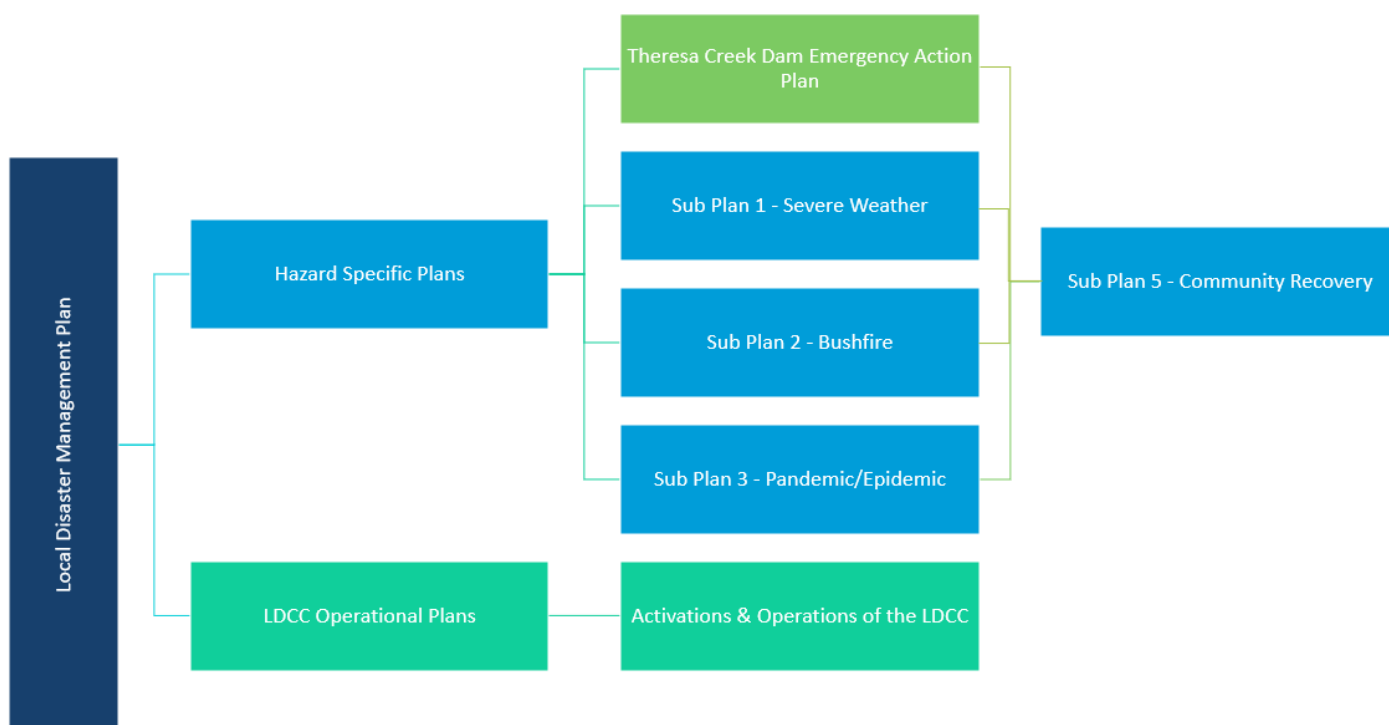 Theresa Creek Dam Emergency Action
Plan
Local Disaster Management Plan
Hazard Specific Plans
Sub Plan 1 - Severe Weather
Sub Plan 2 - Bushfire
Sub Plan 3 - Pandemic/Epidemic
Sub Plan 5 - Community Recovery
LDCC Operational Plans
Activations & Operations of the LDCC